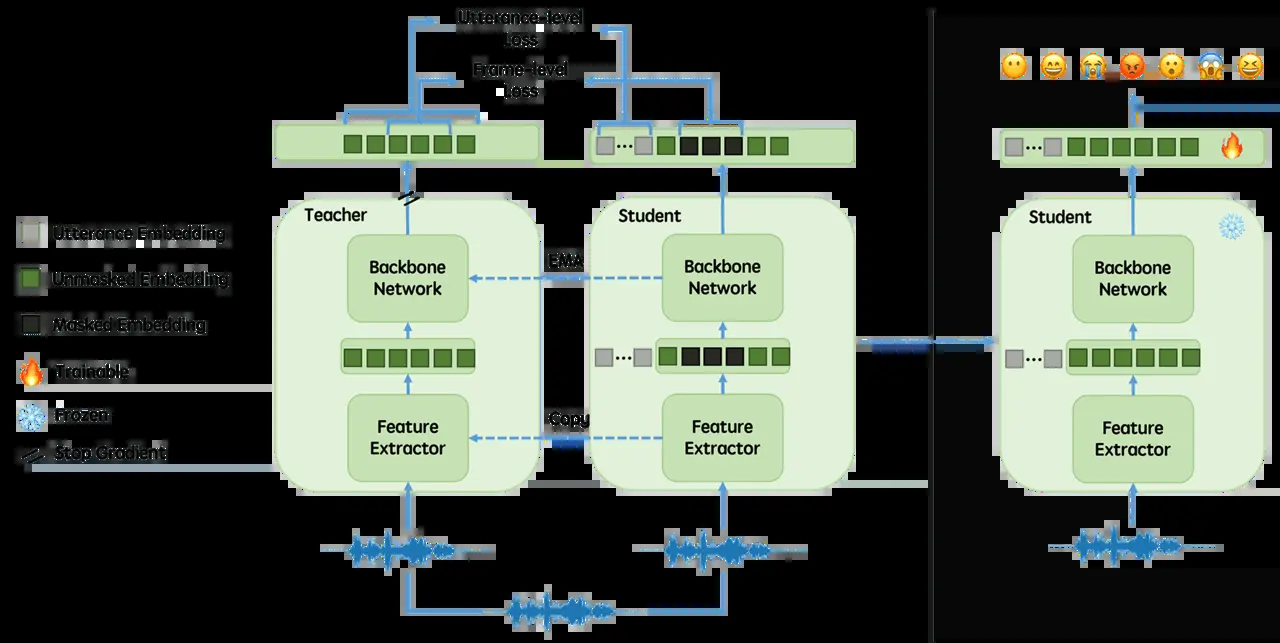 Utterance-level
Loss
Frame-level
Loss
Teacher
Student
Student
Utterance Embedding
Unmasked Embedding
Masked Embedding
Trainable
Frozen
Stop Gradient
Backbone
Network
EMA
Backbone
Network
Backbone
Network
Feature
Extractor
Copy
Feature
Extractor
Feature
Extractor